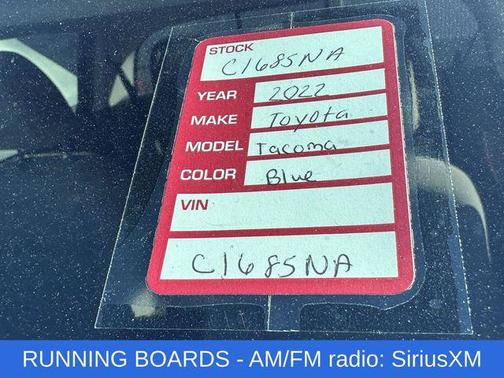 STOCK
C1685NA
YEAR 2022
MAKE Toyota
MODEL Tacoma
COLOR Blue
VIN
C1685NA
RUNNING BOARDS - AM/FM radio: SiriusXM